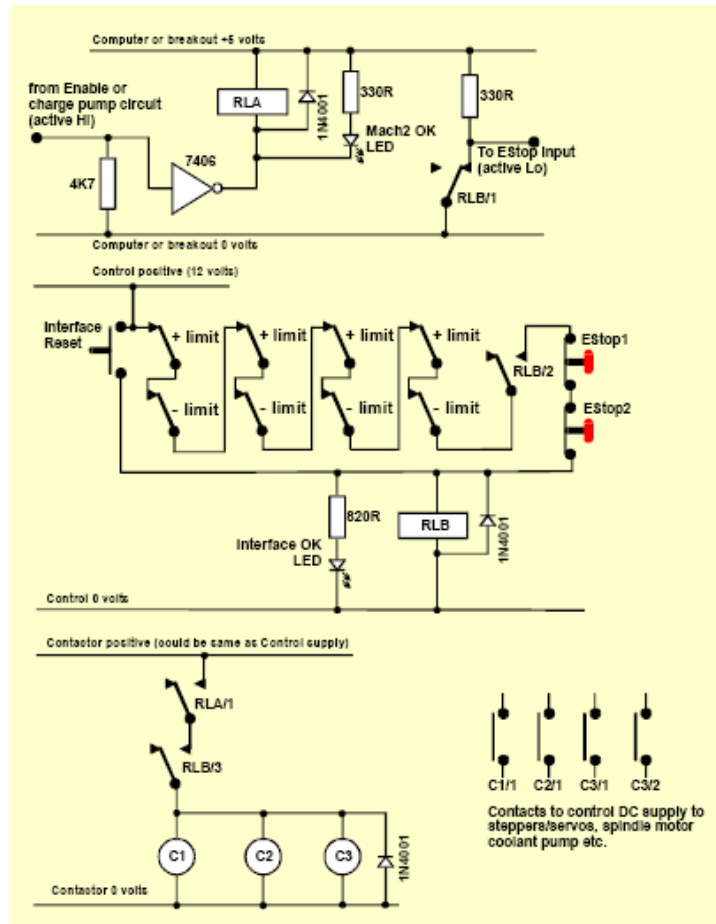 Computer or breakout +5 volts
from Enable or
charge pump circuit
(active Hi)
RLA
1N4001
330R
330R
Mach2 OK
LED
7406
4K7
To EStop Input
(active Lo)
RLB/1
Computer or breakout 0 volts
Control positive (12 volts)
Interface
Reset
+ limit
+ limit
+ limit
+ limit
EStop1
RLB/2
- limit
- limit
- limit
- limit
EStop2
820R
RLB
1N4001
Interface OK
LED
Control 0 volts
Contactor positive (could be same as Control supply)
RLA/1
RLB/3
C1/1
C2/1
C3/1
C3/2
Contacts to control DC supply to
steppers/servos, spindle motor
coolant pump etc.
C1
C2
C3
1N4001
Contactor 0 volts